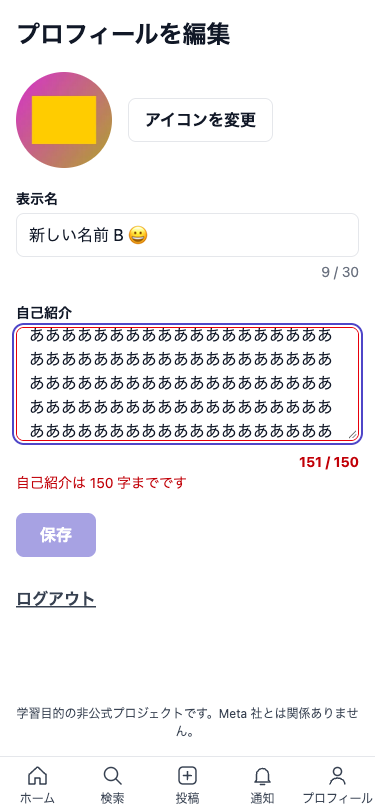 プロフィールを編集
アイコンを変更
表示名
新しい名前 B 😀
9 / 30
自己紹介
あああああああああああああああああああ
あああああああああああああああああああ
あああああああああああああああああああ
あああああああああああああああああああ
あああああああああああああああああああ
151 / 150
自己紹介は 150 字までです
保存
ログアウト
学習目的の非公式プロジェクトです。Meta 社とは関係ありませ
ん。
ホーム 検索 投稿 通知 プロフィール